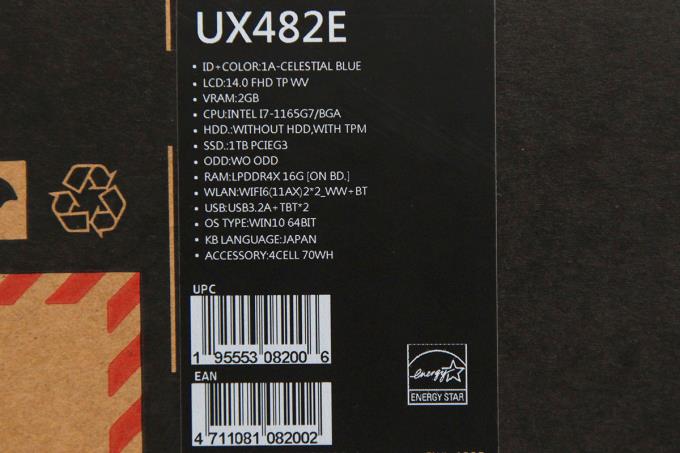 UX482E
• ID+COLOR:1A-CELESTIAL BLUE
• LCD:14.0 FHD TP WV
• VRAM:2GB
• CPU:INTEL I7-1165G7/BGA
• HDD.:WITHOUT HDD,WITH TPM
• SSD.:1TB PCIEG3
• ODD:WO ODD
• RAM:LPDDR4X 16G [ON BD.]
• WLAN:WIFI6(11AX)2*2_WW+BT
• USB:USB3.2A+TBT*2
• OS TYPE:WIN10 64BIT
• KB LANGUAGE:JAPAN
• ACCESSORY:4CELL 70WH
UPC
1 95553 08200 6
EAN
4 711081 082002
energy
ENERGY STAR